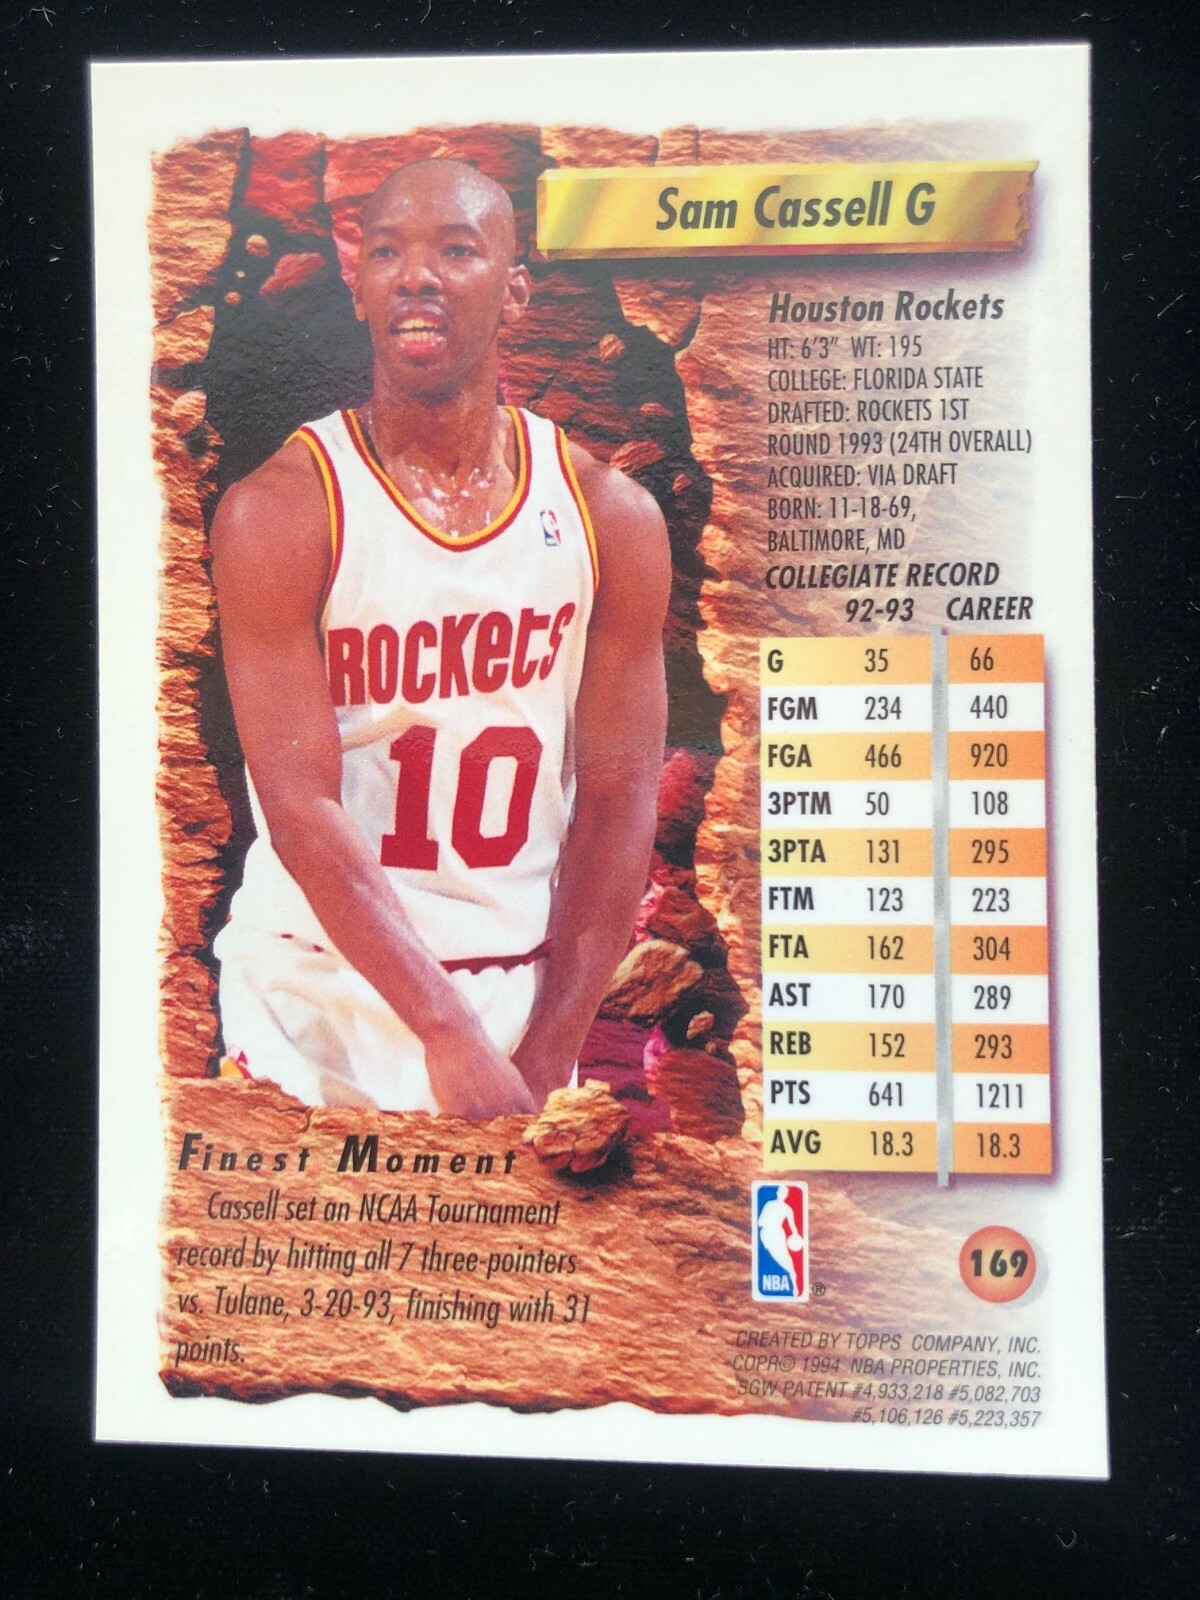 Sam Cassell G
Houston Rockets
HT: 6'3" WT: 195
COLLEGE: FLORIDA STATE
DRAFTED: ROCKETS 1ST
ROUND 1993 (24TH OVERALL)
ACQUIRED: VIA DRAFT
BORN: 11-18-69,
BALTIMORE, MD
COLLEGIATE RECORD
92-93 CAREER
G 35 66
FGM 234 440
FGA 466 920
3PTM 50 108
3PTA 131 295
FTM 123 223
FTA 162 304
AST 170 289
REB 152 293
PTS 641 1211
AVG 18.3 18.3
ROCKETS
10
Finest Moment
Cassell set an NCAA Tournament
record by hitting all 7 three-pointers
vs. Tulane, 3-20-93, finishing with 31
points.
NBA ®
169
CREATED BY TOPPS COMPANY, INC.
COPR© 1994 NBA PROPERTIES, INC.
SGW PATENT #4,933,218 #5,082,703
#5,106,126 #5,223,357